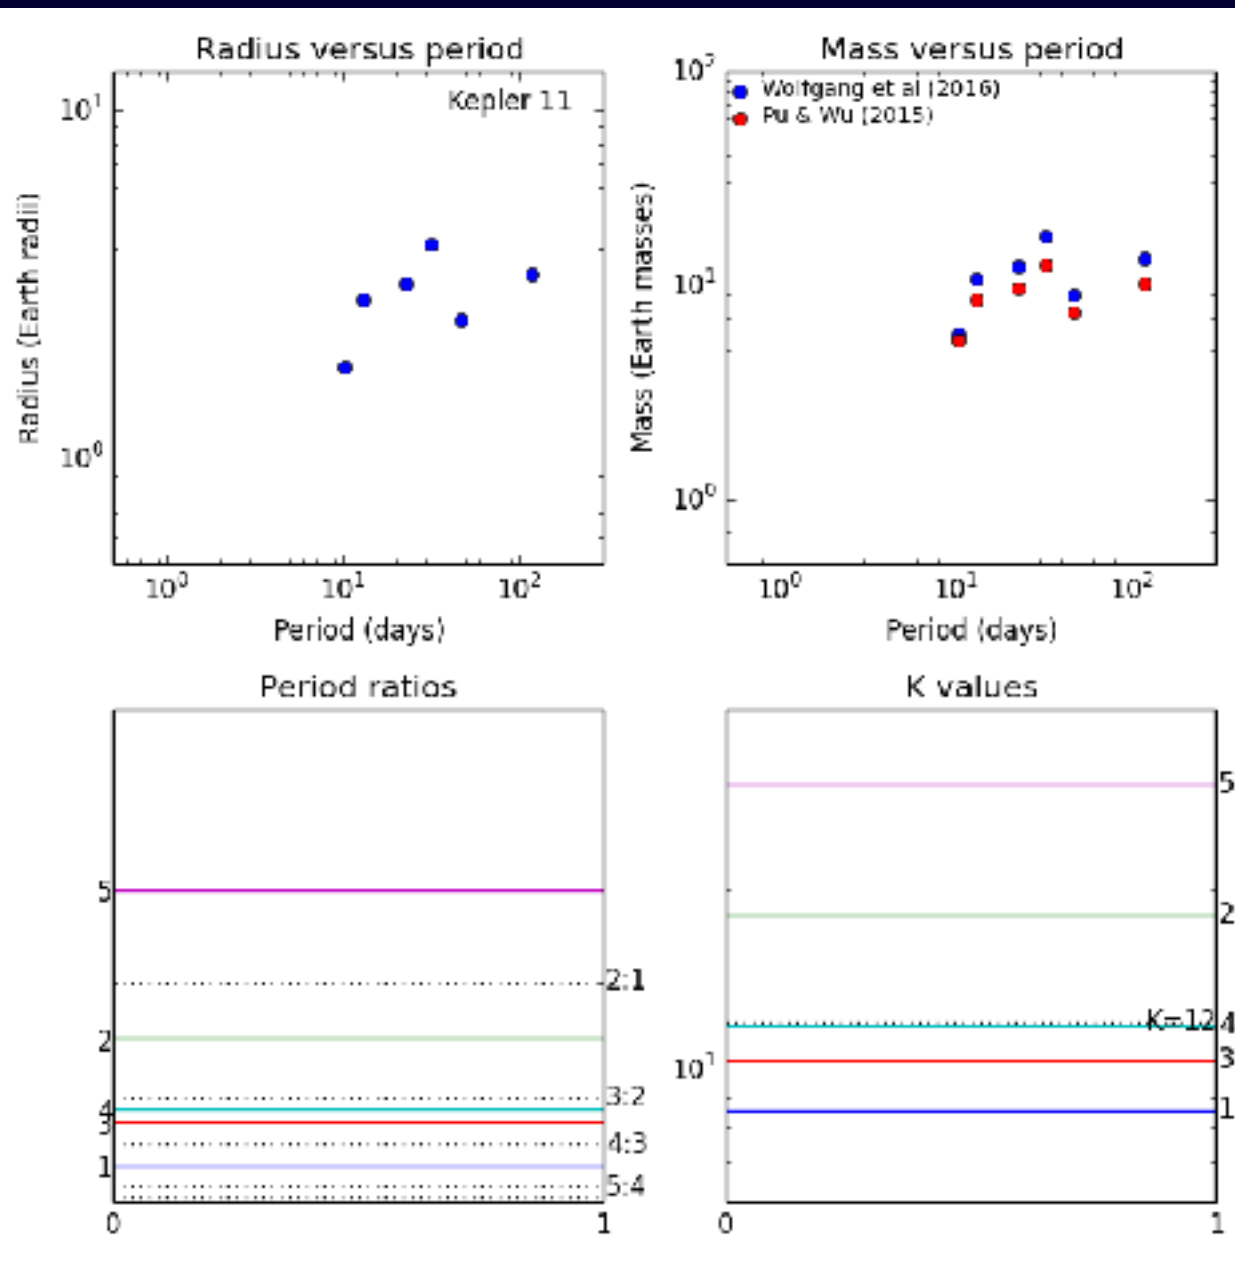 Radius versus period
Kepler 11
10¹
10⁰
Radius (Earth radii)
10⁰ 10¹ 10²
Period (days)
Mass versus period
Wolfgang et al (2016)
Pu & Wu (2015)
10²
10¹
10⁰
Mass (Earth masses)
10⁰ 10¹ 10²
Period (days)
Period ratios
5
2:1
2
3:2
4
3
4:3
1
5:4
0 1
K values
5
2
K=12 4
3
10¹
1
0 1